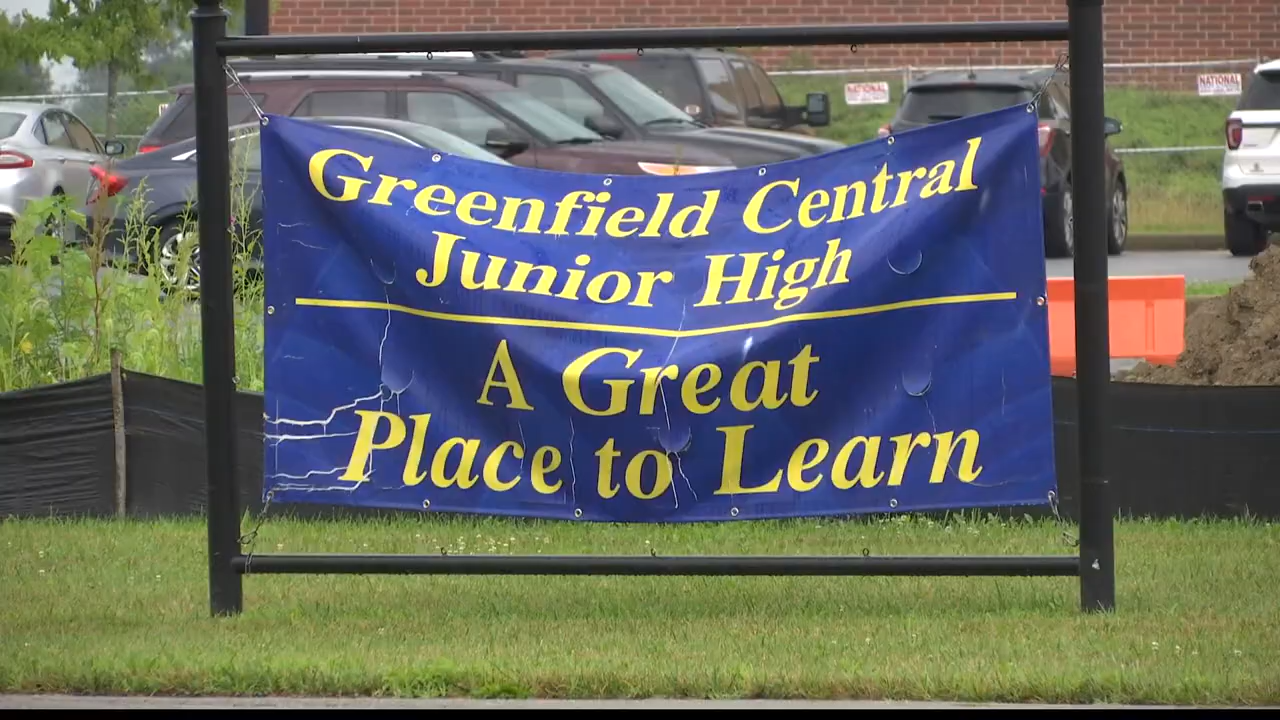 Greenfield Central
Junior High
A Great
Place to Learn
NATIONAL
NATIONAL